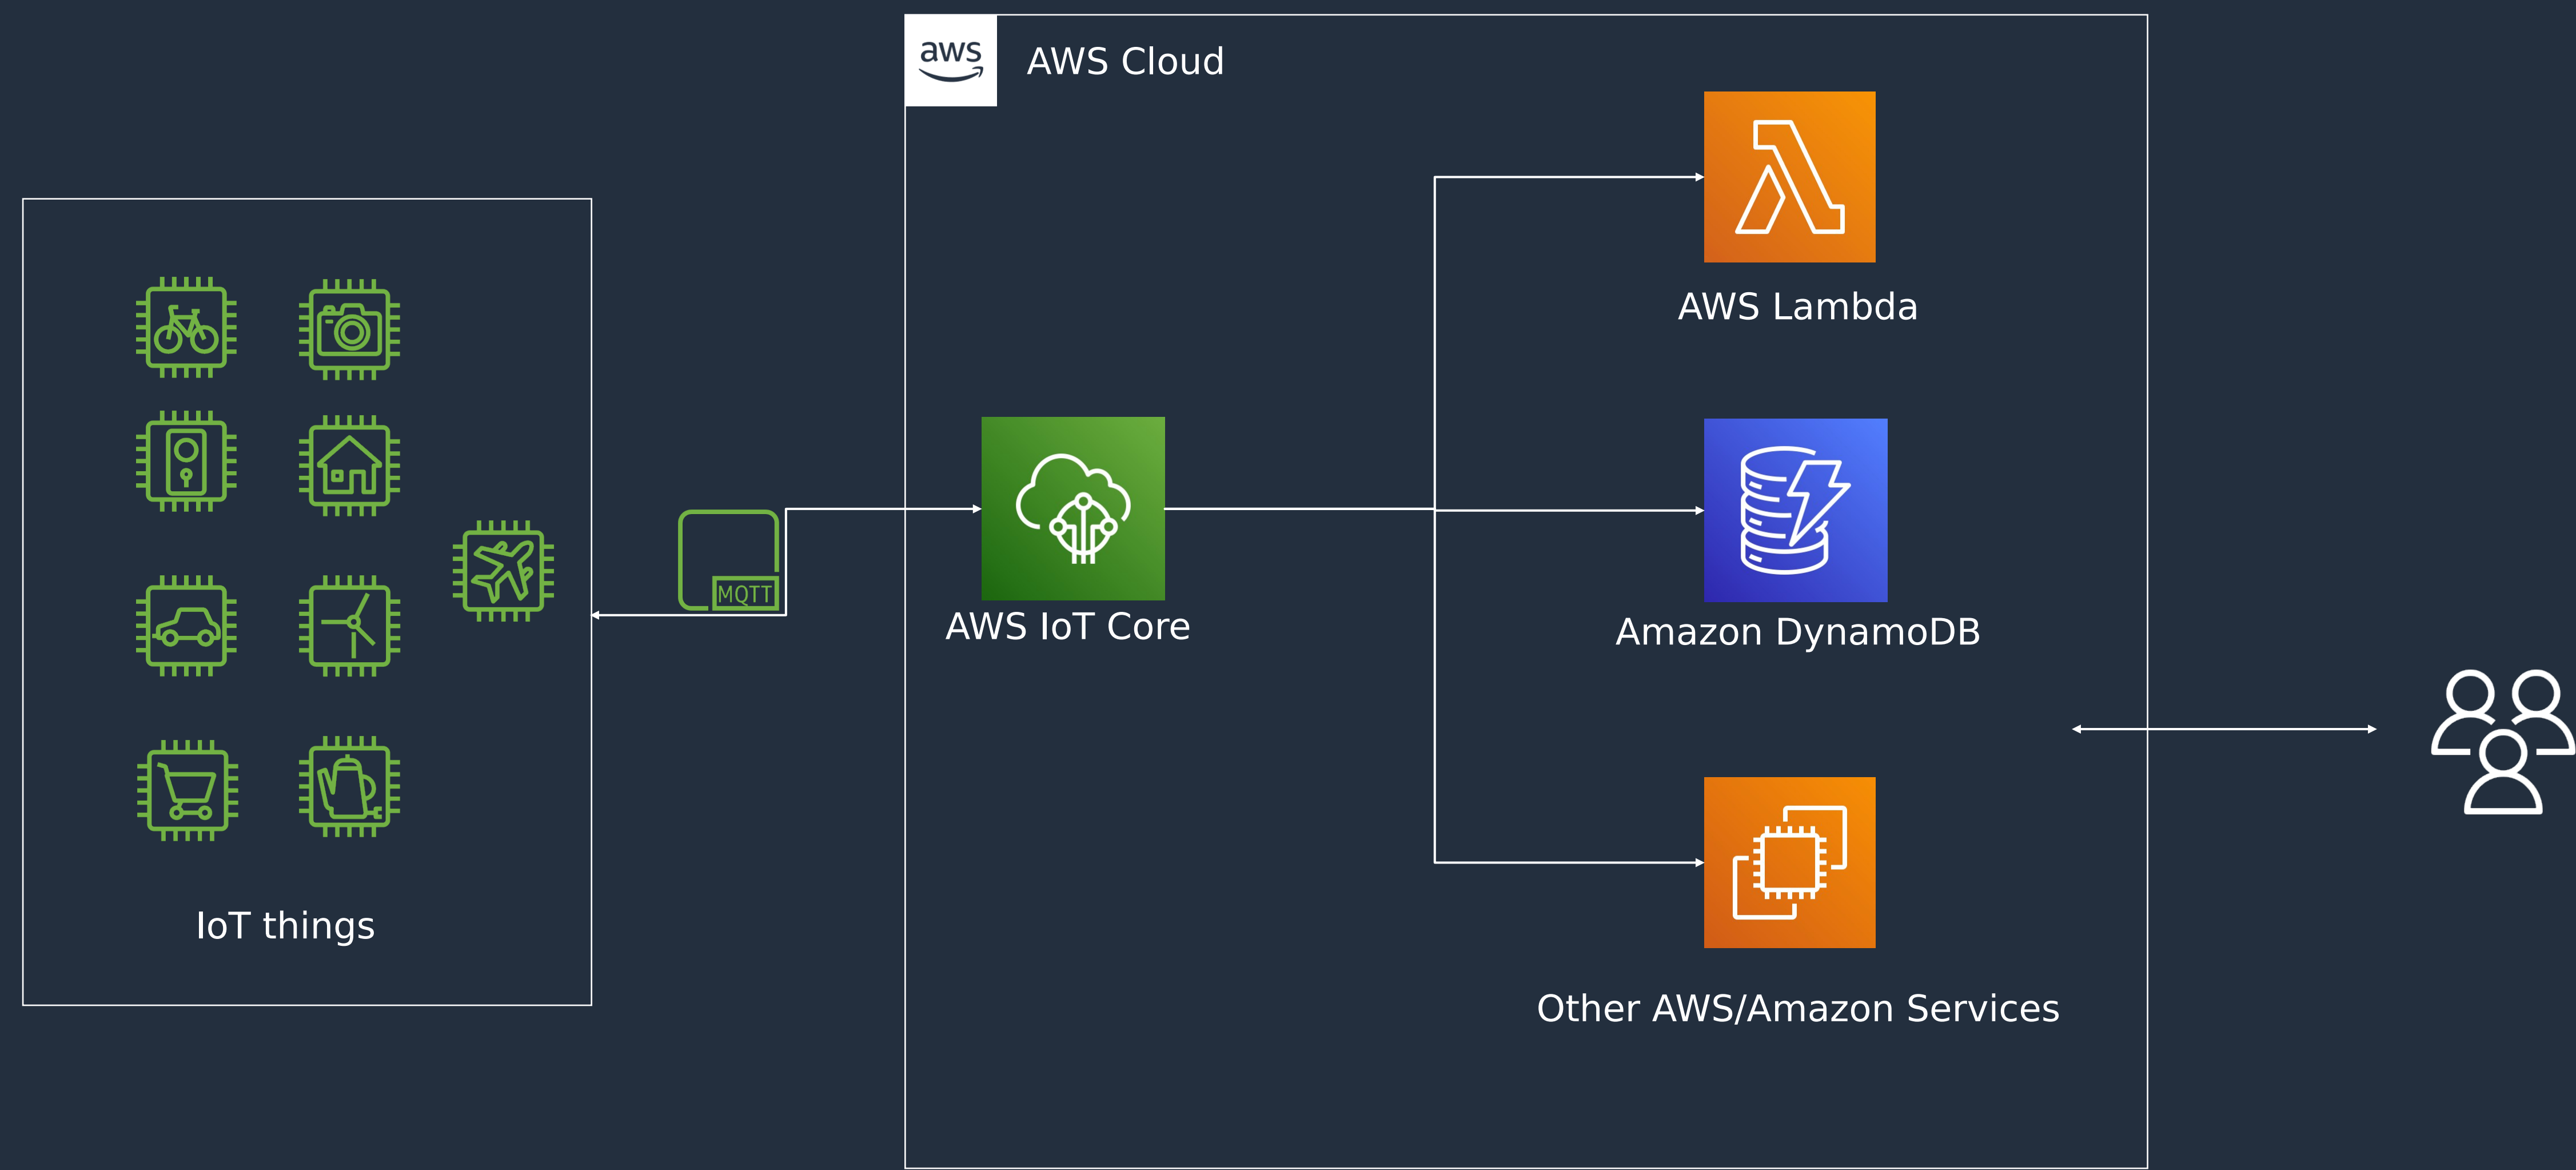 aws
AWS Cloud
AWS Lambda
MQTT
AWS IoT Core
Amazon DynamoDB
IoT things
Other AWS/Amazon Services